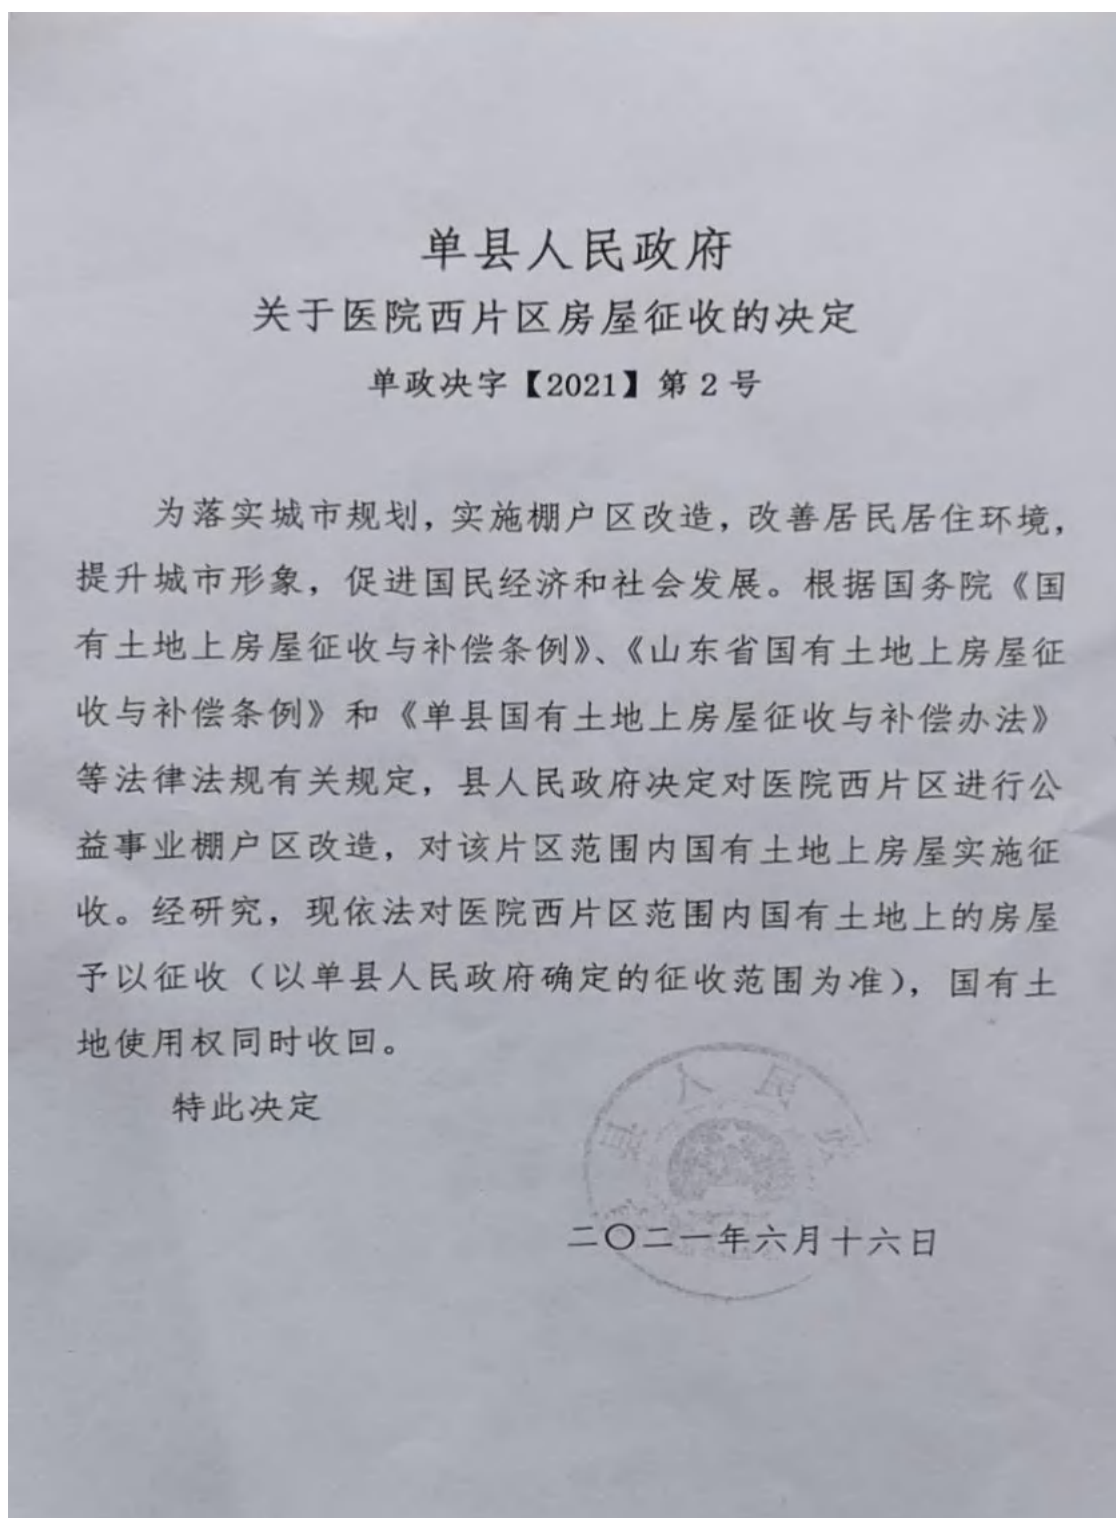 单县人民政府
关于医院西片区房屋征收的决定
单政决字【2021】第 2 号
为落实城市规划，实施棚户区改造，改善居民居住环境，
提升城市形象，促进国民经济和社会发展。根据国务院《国
有土地上房屋征收与补偿条例》、《山东省国有土地上房屋征
收与补偿条例》和《单县国有土地上房屋征收与补偿办法》
等法律法规有关规定，县人民政府决定对医院西片区进行公
益事业棚户区改造，对该片区范围内国有土地上房屋实施征
收。经研究，现依法对医院西片区范围内国有土地上的房屋
予以征收（以单县人民政府确定的征收范围为准），国有土
地使用权同时收回。
特此决定
县人民政
二〇二一年六月十六日